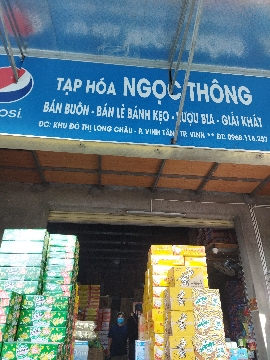 TẠP HÓA NGỌC THÔNG
BÁN BUÔN - BÁN LẺ BÁNH KẸO - RƯỢU BIA - GIẢI KHÁT
ĐC: KHU ĐÔ THỊ LONG CHÂU - P. VINH TÂN - TP. VINH ** ĐT: